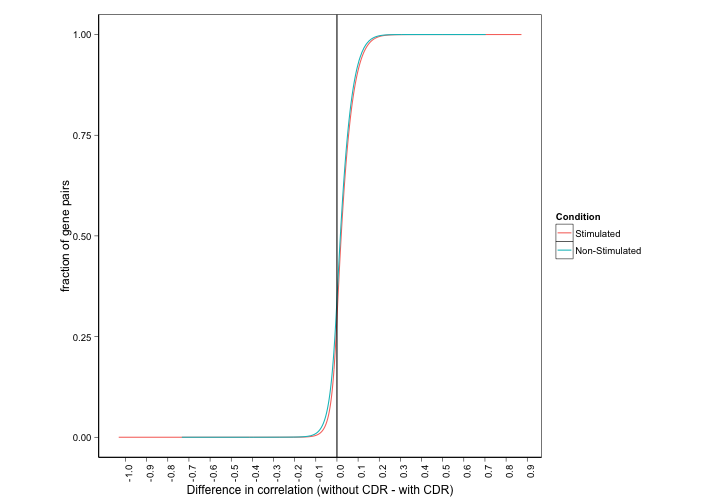 1.00
0.75
0.50
0.25
0.00
fraction of gene pairs
-1.0 -0.9 -0.8 -0.7 -0.6 -0.5 -0.4 -0.3 -0.2 -0.1 0.0 0.1 0.2 0.3 0.4 0.5 0.6 0.7 0.8 0.9
Difference in correlation (without CDR - with CDR)
Condition
Stimulated
Non-Stimulated